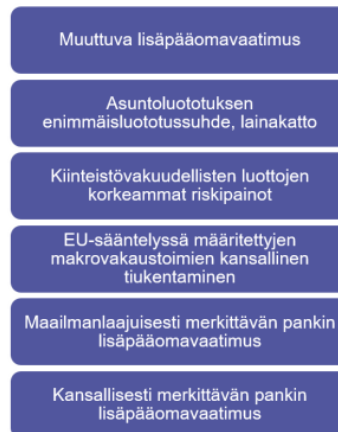 Muuttuva lisäpääomavaatimus
Asuntoluototuksen
enimmäisluototussuhde, lainakatto
Kiinteistövakuudellisten luottojen
korkeammat riskipainot
EU-sääntelyssä määritettyjen
makrovakaustoimien kansallinen
tiukentaminen
Maailmanlaajuisesti merkittävän pankin
lisäpääomavaatimus
Kansallisesti merkittävän pankin
lisäpääomavaatimus